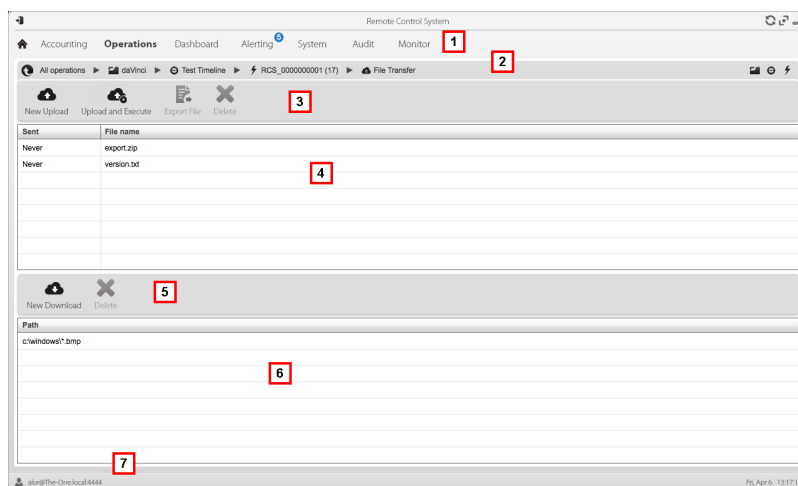 Remote Control System
Accounting Operations Dashboard Alerting 5 System Audit Monitor 1
All operations daVinci Test Timeline RCS_0000000001 (17) File Transfer 2
New Upload Upload and Execute Export File Delete 3
Sent File name
Never export.zip
Never version.txt
4
New Download Delete 5
Path
c:\windows\*.bmp
6
7
alor@The-One.local:4444 Fri, Apr 6 13:17:1